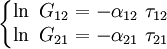 ln G₁₂ = −α₁₂ τ₁₂
ln G₂₁ = −α₂₁ τ₂₁